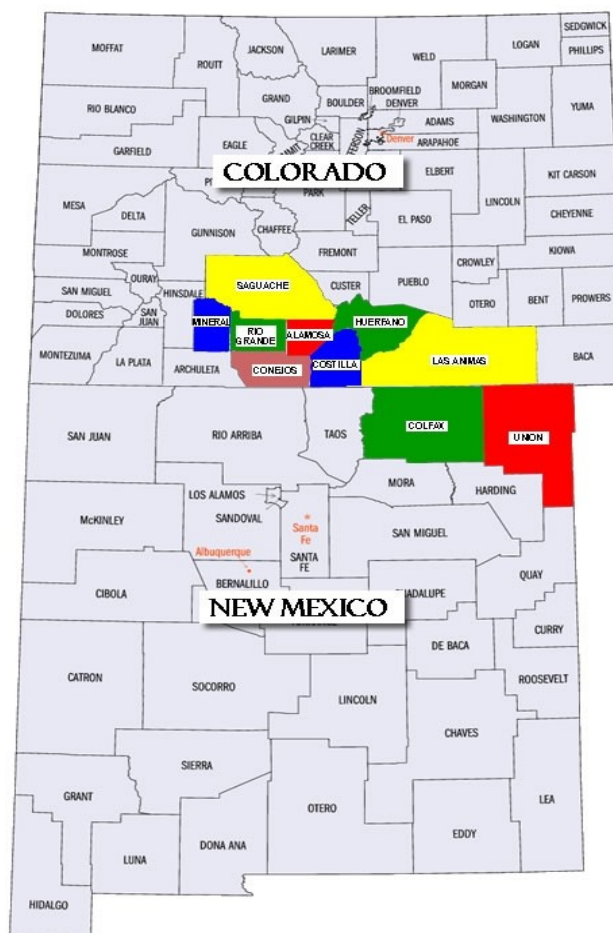 SEDGWICK
LOGAN
MOFFAT
JACKSON
LARIMER
PHILLIPS
ROUTT
WELD
MORGAN
GRAND
BROOMFIELD
BOULDER
DENVER
RIO BLANCO
YUMA
WASHINGTON
GILPIN
ADAMS
CLEAR
CREEK
Denver
EAGLE
ARAPAHOE
GARFIELD
COLORADO
ELBERT
KIT CARSON
PARK
LINCOLN
MESA
TELLER
DELTA
CHEYENNE
EL PASO
CHAFFEE
GUNNISON
MONTROSE
FREMONT
KIOWA
CROWLEY
OURAY
PUEBLO
SAGUACHE
CUSTER
SAN MIGUEL
HINSDALE
OTERO
BENT
PROWERS
DOLORES
SAN
JUAN
MINERAL
HUERFANO
RIO
GRANDE
ALAMOSA
MONTEZUMA
LA PLATA
ARCHULETA
CONEJOS
COSTILLA
LAS ANIMAS
BACA
SAN JUAN
RIO ARRIBA
TAOS
COLFAX
UNION
MORA
HARDING
LOS ALAMOS
McKINLEY
SANDOVAL
Santa
Fe
SAN MIGUEL
SANTA
FE
Albuquerque
BERNALILLO
QUAY
CIBOLA
NEW MEXICO
CURRY
DE BACA
CATRON
SOCORRO
ROOSEVELT
LINCOLN
CHAVES
SIERRA
GRANT
OTERO
LEA
EDDY
DONA ANA
LUNA
HIDALGO